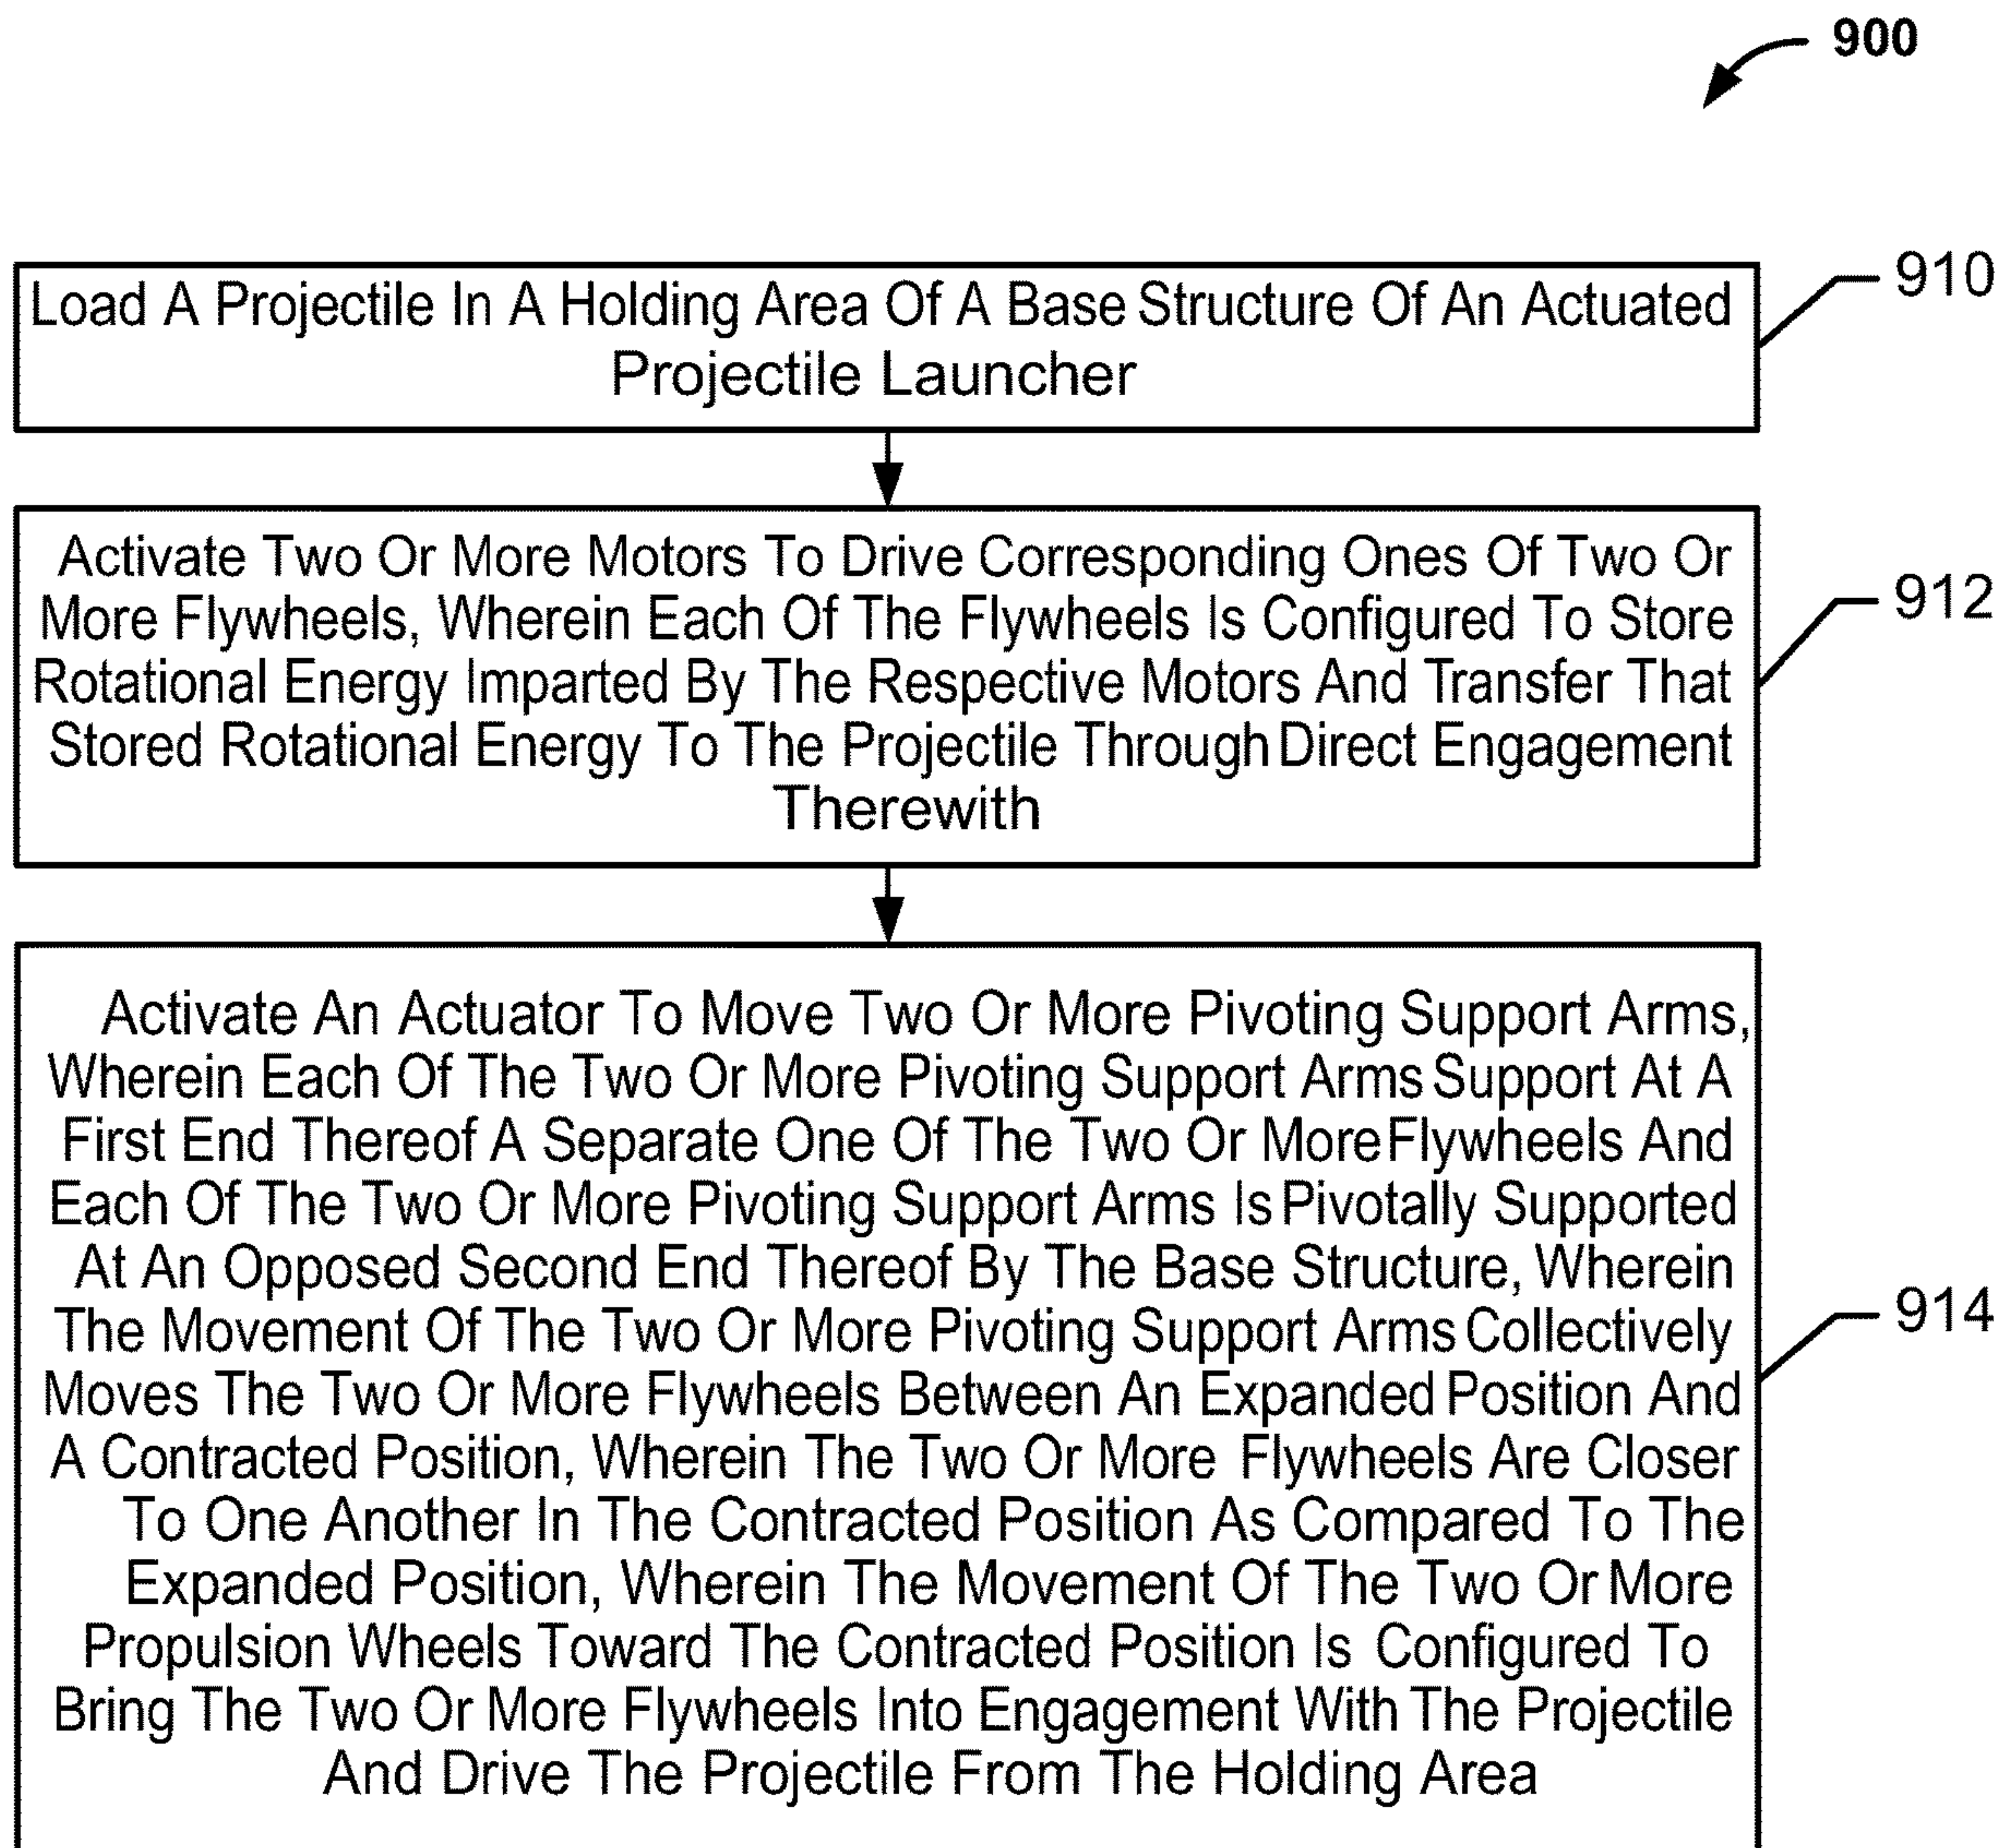 900
Load A Projectile In A Holding Area Of A Base Structure Of An Actuated
Projectile Launcher
910
Activate Two Or More Motors To Drive Corresponding Ones Of Two Or
More Flywheels, Wherein Each Of The Flywheels Is Configured To Store
Rotational Energy Imparted By The Respective Motors And Transfer That
Stored Rotational Energy To The Projectile Through Direct Engagement
Therewith
912
Activate An Actuator To Move Two Or More Pivoting Support Arms,
Wherein Each Of The Two Or More Pivoting Support Arms Support At A
First End Thereof A Separate One Of The Two Or More Flywheels And
Each Of The Two Or More Pivoting Support Arms Is Pivotally Supported
At An Opposed Second End Thereof By The Base Structure, Wherein
The Movement Of The Two Or More Pivoting Support Arms Collectively
Moves The Two Or More Flywheels Between An Expanded Position And
A Contracted Position, Wherein The Two Or More Flywheels Are Closer
To One Another In The Contracted Position As Compared To The
Expanded Position, Wherein The Movement Of The Two Or More
Propulsion Wheels Toward The Contracted Position Is Configured To
Bring The Two Or More Flywheels Into Engagement With The Projectile
And Drive The Projectile From The Holding Area
914